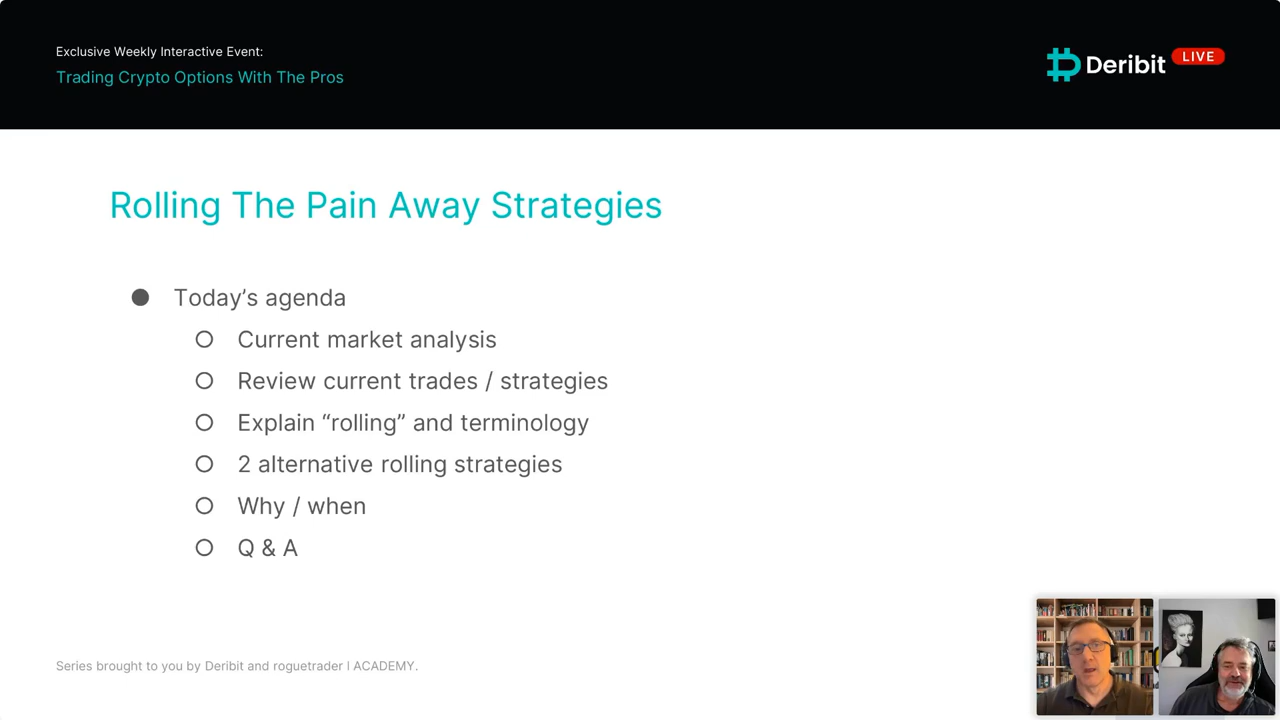 Exclusive Weekly Interactive Event:
Trading Crypto Options With The Pros
Deribit LIVE
Rolling The Pain Away Strategies
Today’s agenda
Current market analysis
Review current trades / strategies
Explain “rolling” and terminology
2 alternative rolling strategies
Why / when
Q & A
Series brought to you by Deribit and roguetrader | ACADEMY.